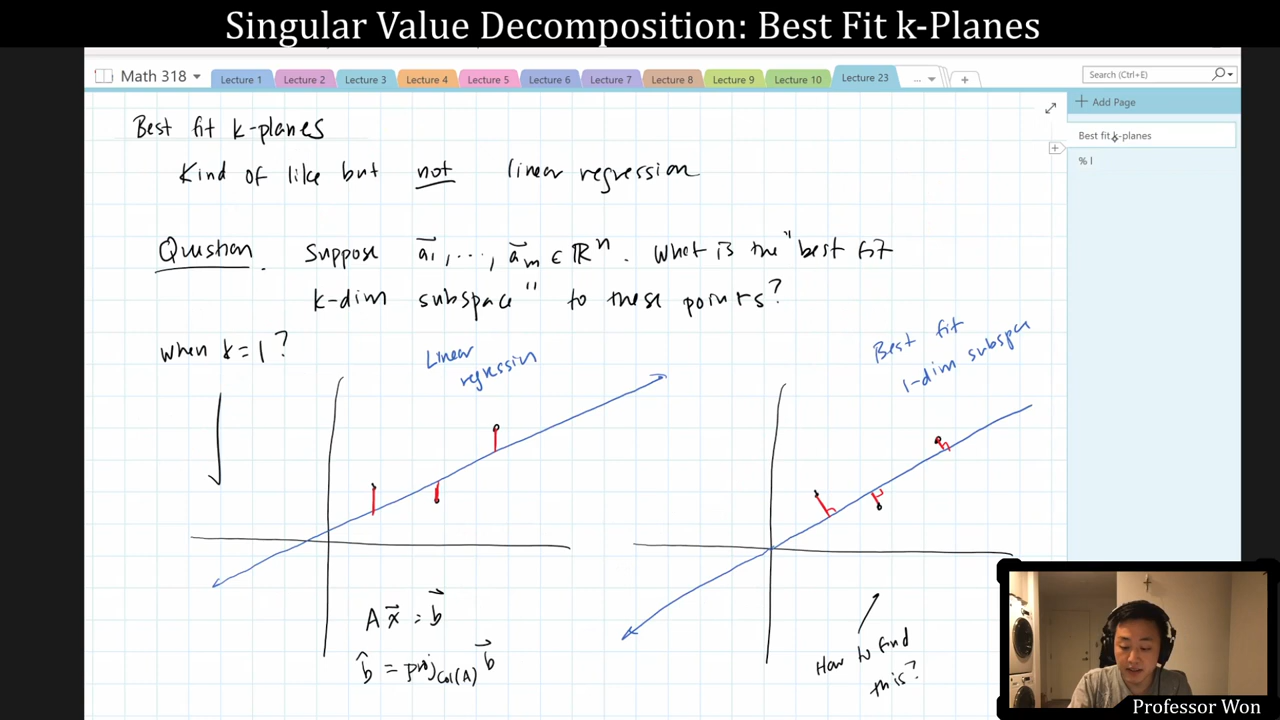 Singular Value Decomposition: Best Fit k-Planes
Math 318
Lecture 1
Lecture 2
Lecture 3
Lecture 4
Lecture 5
Lecture 6
Lecture 7
Lecture 8
Lecture 9
Lecture 10
Lecture 23
...
+
Search (Ctrl+E)
+ Add Page
Best fit k-planes
% I
Best fit k-planes
Kind of like but not linear regression
Question. Suppose a⃗₁, ..., a⃗ₘ ∈ ℝⁿ. What is the "best fit
k-dim subspace" to these points?
When k=1?
Linear
regression
Best fit
1-dim subspa
A x⃗ = b⃗
b̂ = proj_Col(A) b⃗
How to find
this?
Professor Won